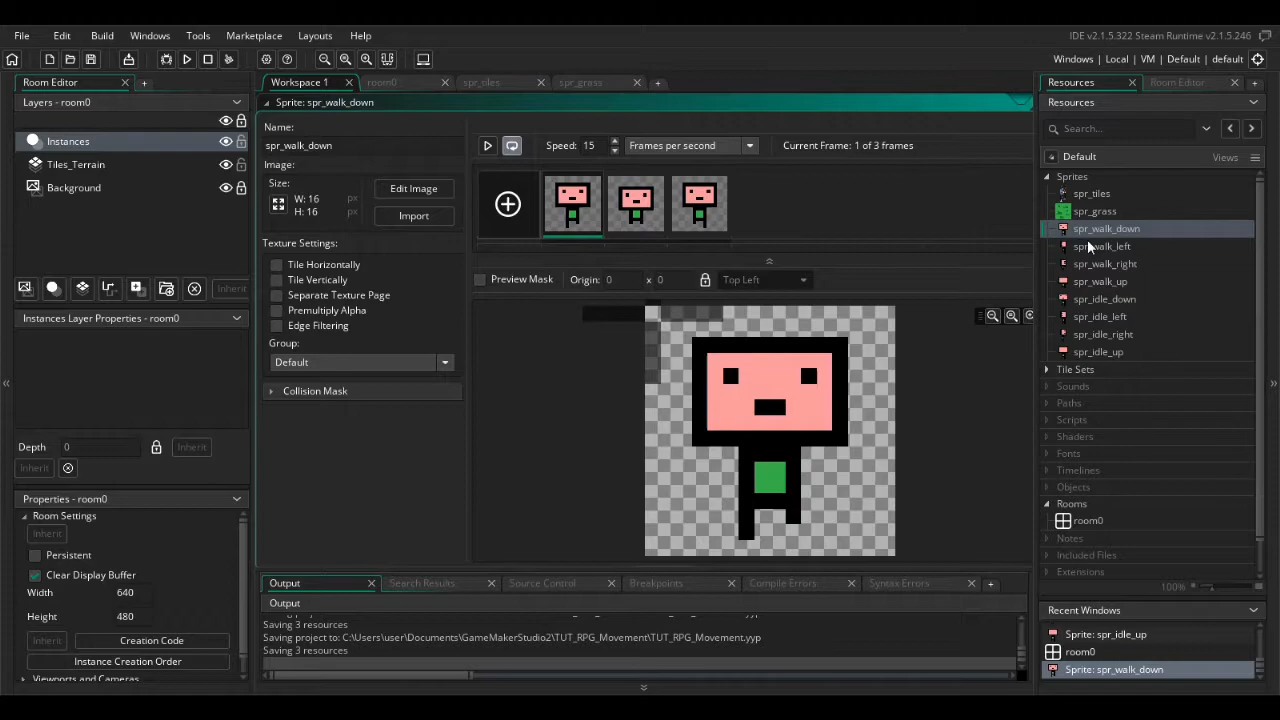 File Edit Build Windows Tools Marketplace Layouts Help IDE v2.1.5.322 Steam Runtime v2.1.5.246
Windows | Local | VM | Default | default
Room Editor
Workspace 1 room0 spr_tiles spr_grass
Resources Room Editor
Layers - room0
Instances
Tiles_Terrain
Background
Inherit
Instances Layer Properties - room0
Depth 0 Inherit
Inherit
Properties - room0
Room Settings
Inherit
Persistent
Clear Display Buffer
Width 640
Height 480
Inherit Creation Code
Instance Creation Order
Viewports and Cameras
Sprite: spr_walk_down
Name:
spr_walk_down
Image:
Size:
W: 16 px
H: 16 px
Edit Image
Import
Texture Settings:
Tile Horizontally
Tile Vertically
Separate Texture Page
Premultiply Alpha
Edge Filtering
Group:
Default
Collision Mask
Speed: 15 Frames per second Current Frame: 1 of 3 frames
Preview Mask Origin: 0 x 0 Top Left
Output Search Results Source Control Breakpoints Compile Errors Syntax Errors
Output
Saving 3 resources
Saving project to: C:\Users\user\Documents\GameMakerStudio2\TUT_RPG_Movement\TUT_RPG_Movement.yyp
Saving 3 resources
Resources
Search...
Default Views
Sprites
spr_tiles
spr_grass
spr_walk_down
spr_walk_left
spr_walk_right
spr_walk_up
spr_idle_down
spr_idle_left
spr_idle_right
spr_idle_up
Tile Sets
Sounds
Paths
Scripts
Shaders
Fonts
Timelines
Objects
Rooms
room0
Notes
Included Files
Extensions
100%
Recent Windows
Sprite: spr_idle_up
room0
Sprite: spr_walk_down